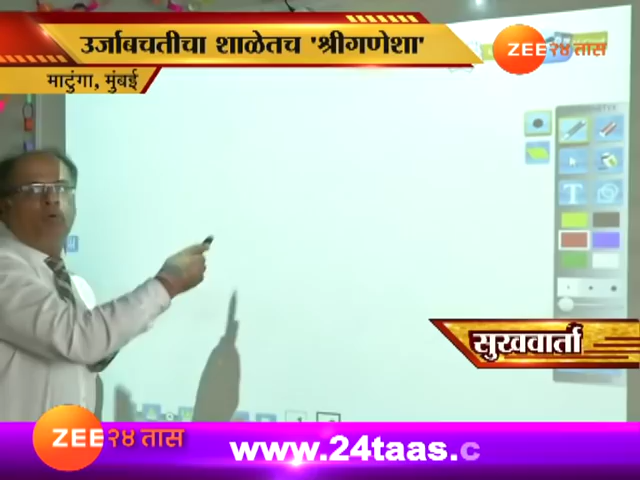 उर्जाबचतीचा शाळेतच 'श्रीगणेशा'
ZEE २४ तास
माटुंगा, मुंबई
T
सुखवार्ता
ZEE २४ तास
www.24taas.c